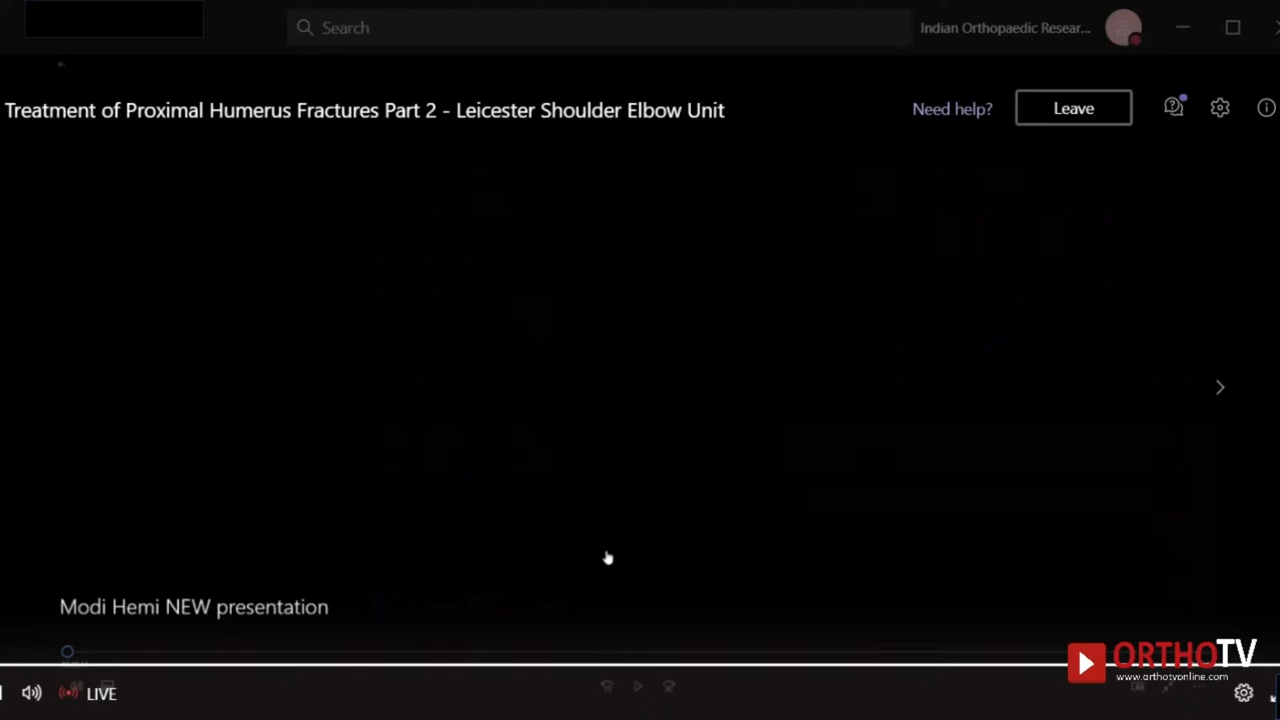 Search
Indian Orthopaedic Resear...
Treatment of Proximal Humerus Fractures Part 2 - Leicester Shoulder Elbow Unit
Need help?
Leave
Modi Hemi NEW presentation
ORTHOTV
www.orthotvonline.com
LIVE